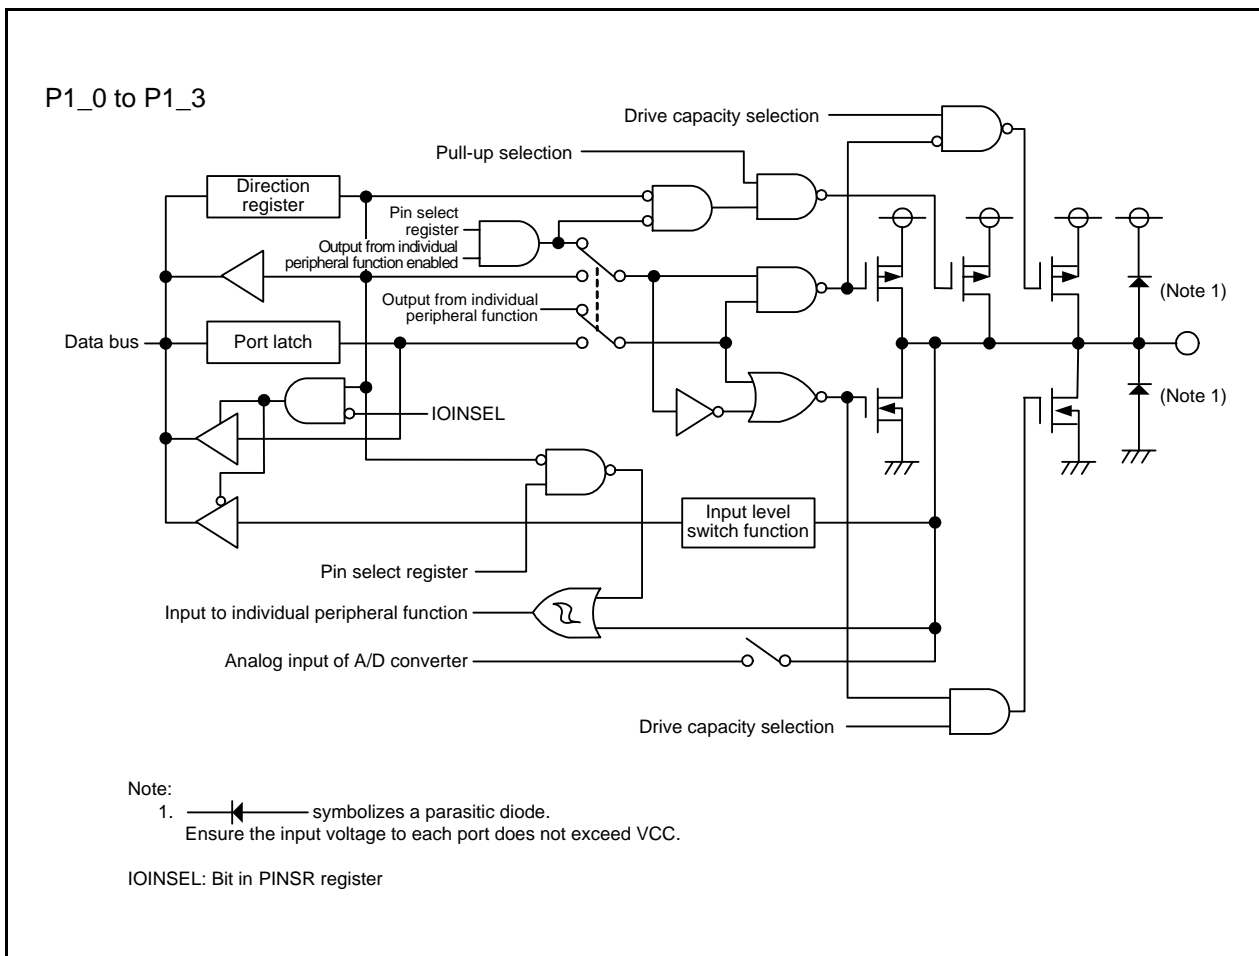 P1_0 to P1_3
Drive capacity selection
Pull-up selection
Direction
register
Pin select
register
Output from individual
peripheral function enabled
(Note 1)
Output from individual
peripheral function
Data bus
Port latch
(Note 1)
IOINSEL
Input level
switch function
Pin select register
Input to individual peripheral function
Analog input of A/D converter
Drive capacity selection
Note:
1. symbolizes a parasitic diode.
Ensure the input voltage to each port does not exceed VCC.
IOINSEL: Bit in PINSR register